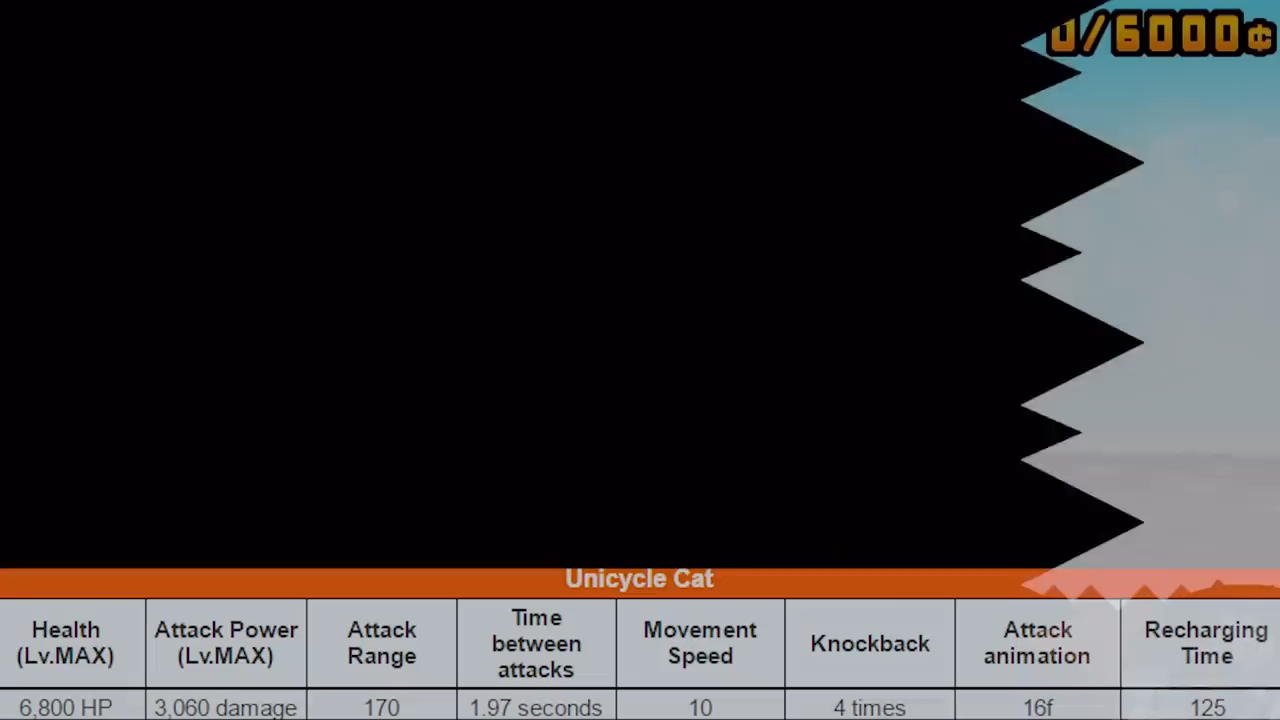 0/6000¢
Unicycle Cat
Health
(Lv.MAX)
Attack Power
(Lv.MAX)
Attack
Range
Time
between
attacks
Movement
Speed
Knockback
Attack
animation
Recharging
Time
6,800 HP
3,060 damage
170
1.97 seconds
10
4 times
16f
125